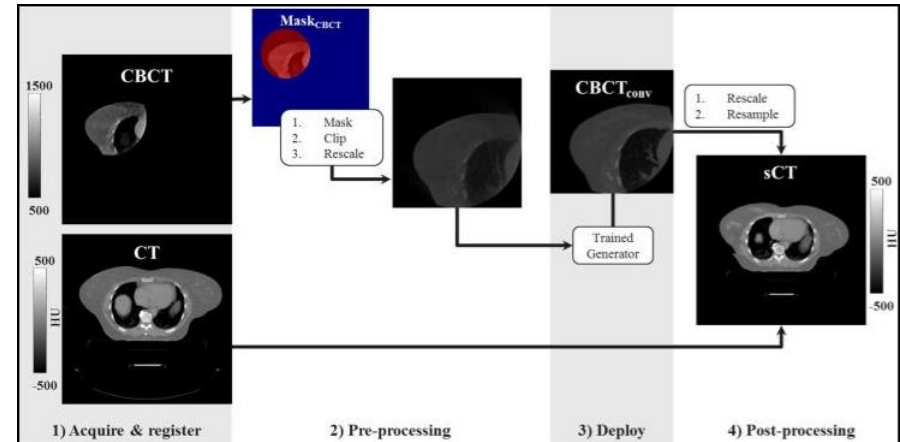 Mask_CBCT
CBCT
1500
500
1. Mask
2. Clip
3. Rescale
CBCT_conv
1. Rescale
2. Resample
sCT
500
HU
-500
CT
500
HU
-500
Trained
Generator
1) Acquire & register
2) Pre-processing
3) Deploy
4) Post-processing